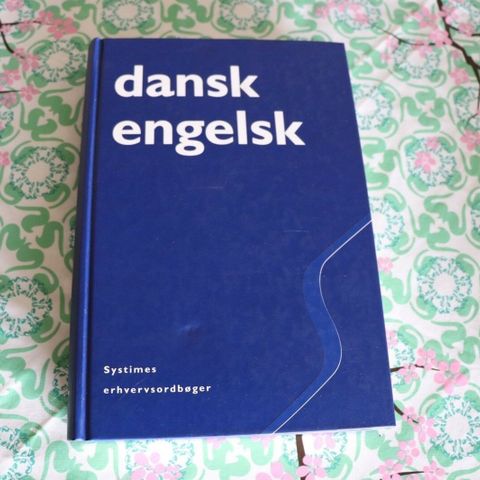 dansk
engelsk
Systimes
erhvervsordbøger